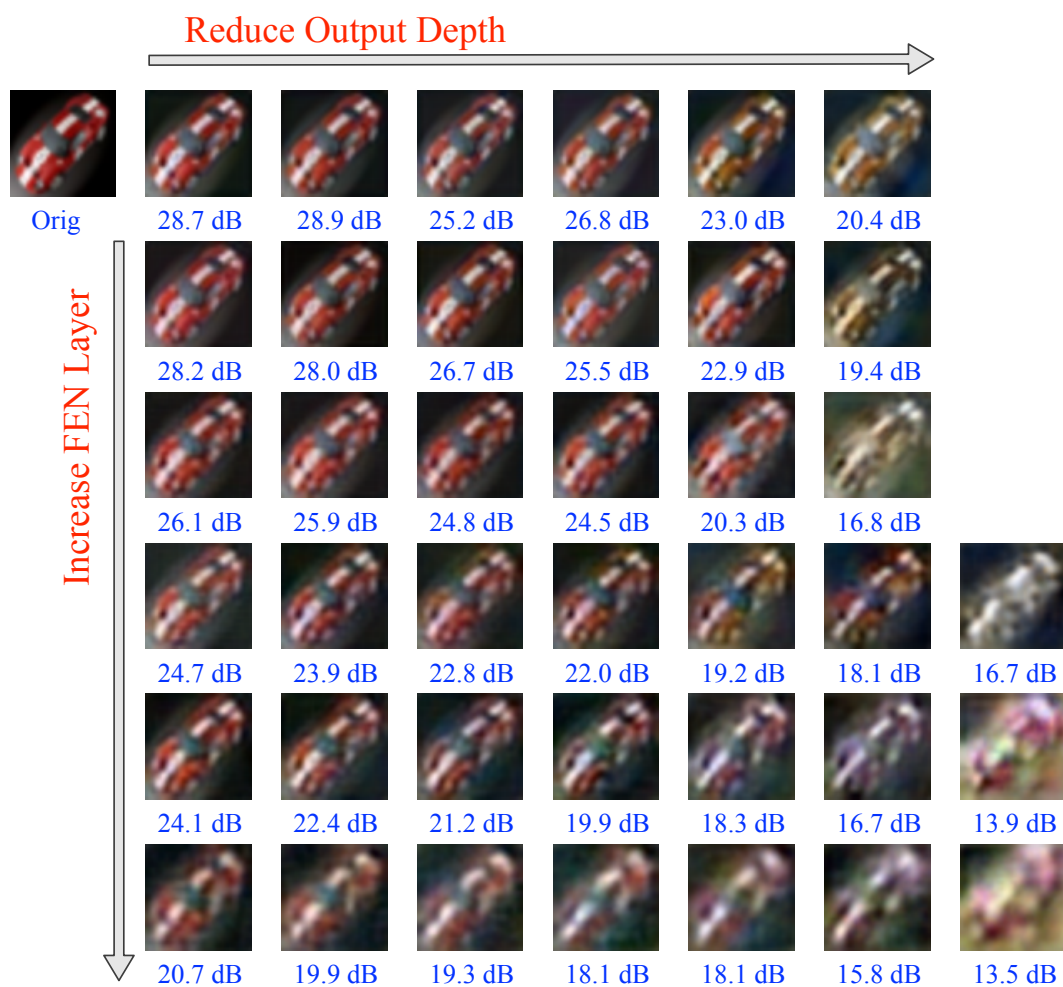 Reduce Output Depth
Orig
28.7 dB 28.9 dB 25.2 dB 26.8 dB 23.0 dB 20.4 dB
Increase FEN Layer
28.2 dB 28.0 dB 26.7 dB 25.5 dB 22.9 dB 19.4 dB
26.1 dB 25.9 dB 24.8 dB 24.5 dB 20.3 dB 16.8 dB
24.7 dB 23.9 dB 22.8 dB 22.0 dB 19.2 dB 18.1 dB 16.7 dB
24.1 dB 22.4 dB 21.2 dB 19.9 dB 18.3 dB 16.7 dB 13.9 dB
20.7 dB 19.9 dB 19.3 dB 18.1 dB 18.1 dB 15.8 dB 13.5 dB